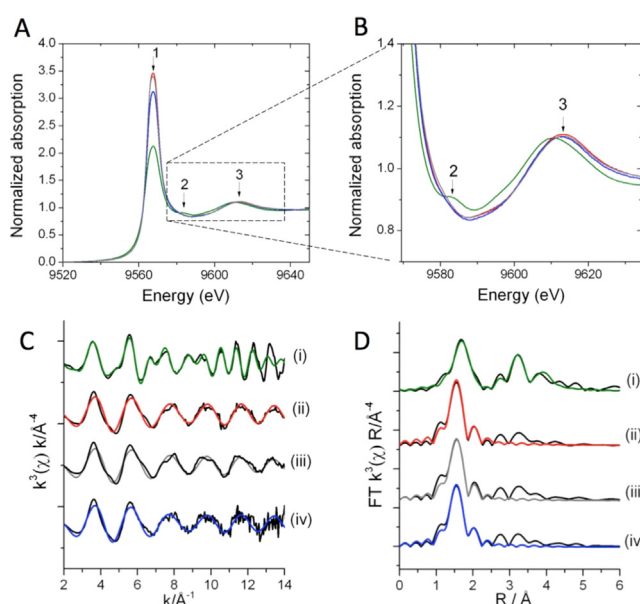 A
1
4.0
3.5
3.0
2.5
2.0
1.5
1.0
0.5
0.0
2
3
Normalized absorption
9520 9560 9600 9640
Energy (eV)
B
1.4
1.2
1.0
0.8
2
3
Normalized absorption
9580 9600 9620
Energy (eV)
C
(i)
(ii)
(iii)
(iv)
k³(χ) k/Å⁻⁴
2 4 6 8 10 12 14
k/Å⁻¹
D
(i)
(ii)
(iii
(iv
FT k³(χ) R/Å⁻⁴
0 1 2 3 4 5 6
R / Å